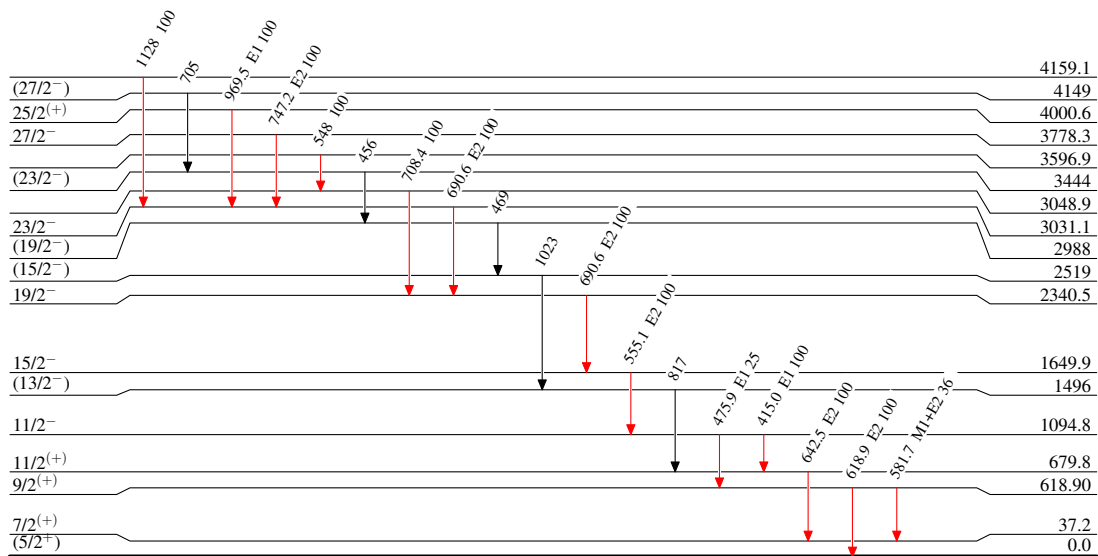 1128 100
705
969.5 E1 100
747.2 E2 100
548 100
456
708.4 100
690.6 E2 100
469
1023
690.6 E2 100
555.1 E2 100
817
475.9 E1 25
415.0 E1 100
642.5 E2 100
618.9 E2 100
581.7 M1+E2 36
4159.1
(27/2−) 4149
25/2(+) 4000.6
27/2− 3778.3
3596.9
(23/2−) 3444
3048.9
23/2− 3031.1
(19/2−) 2988
(15/2−) 2519
19/2− 2340.5
15/2− 1649.9
(13/2−) 1496
11/2− 1094.8
11/2(+) 679.8
9/2(+) 618.90
7/2(+) 37.2
(5/2+) 0.0